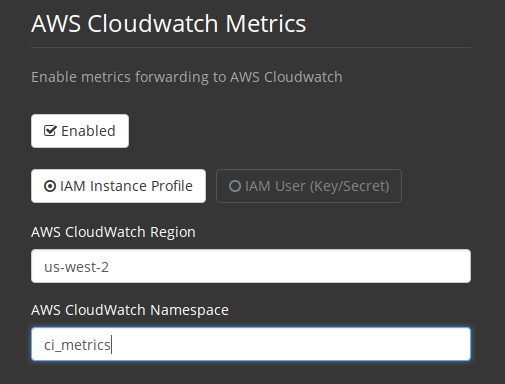 AWS Cloudwatch Metrics
Enable metrics forwarding to AWS Cloudwatch
Enabled
IAM Instance Profile IAM User (Key/Secret)
AWS CloudWatch Region
us-west-2
AWS CloudWatch Namespace
ci_metrics